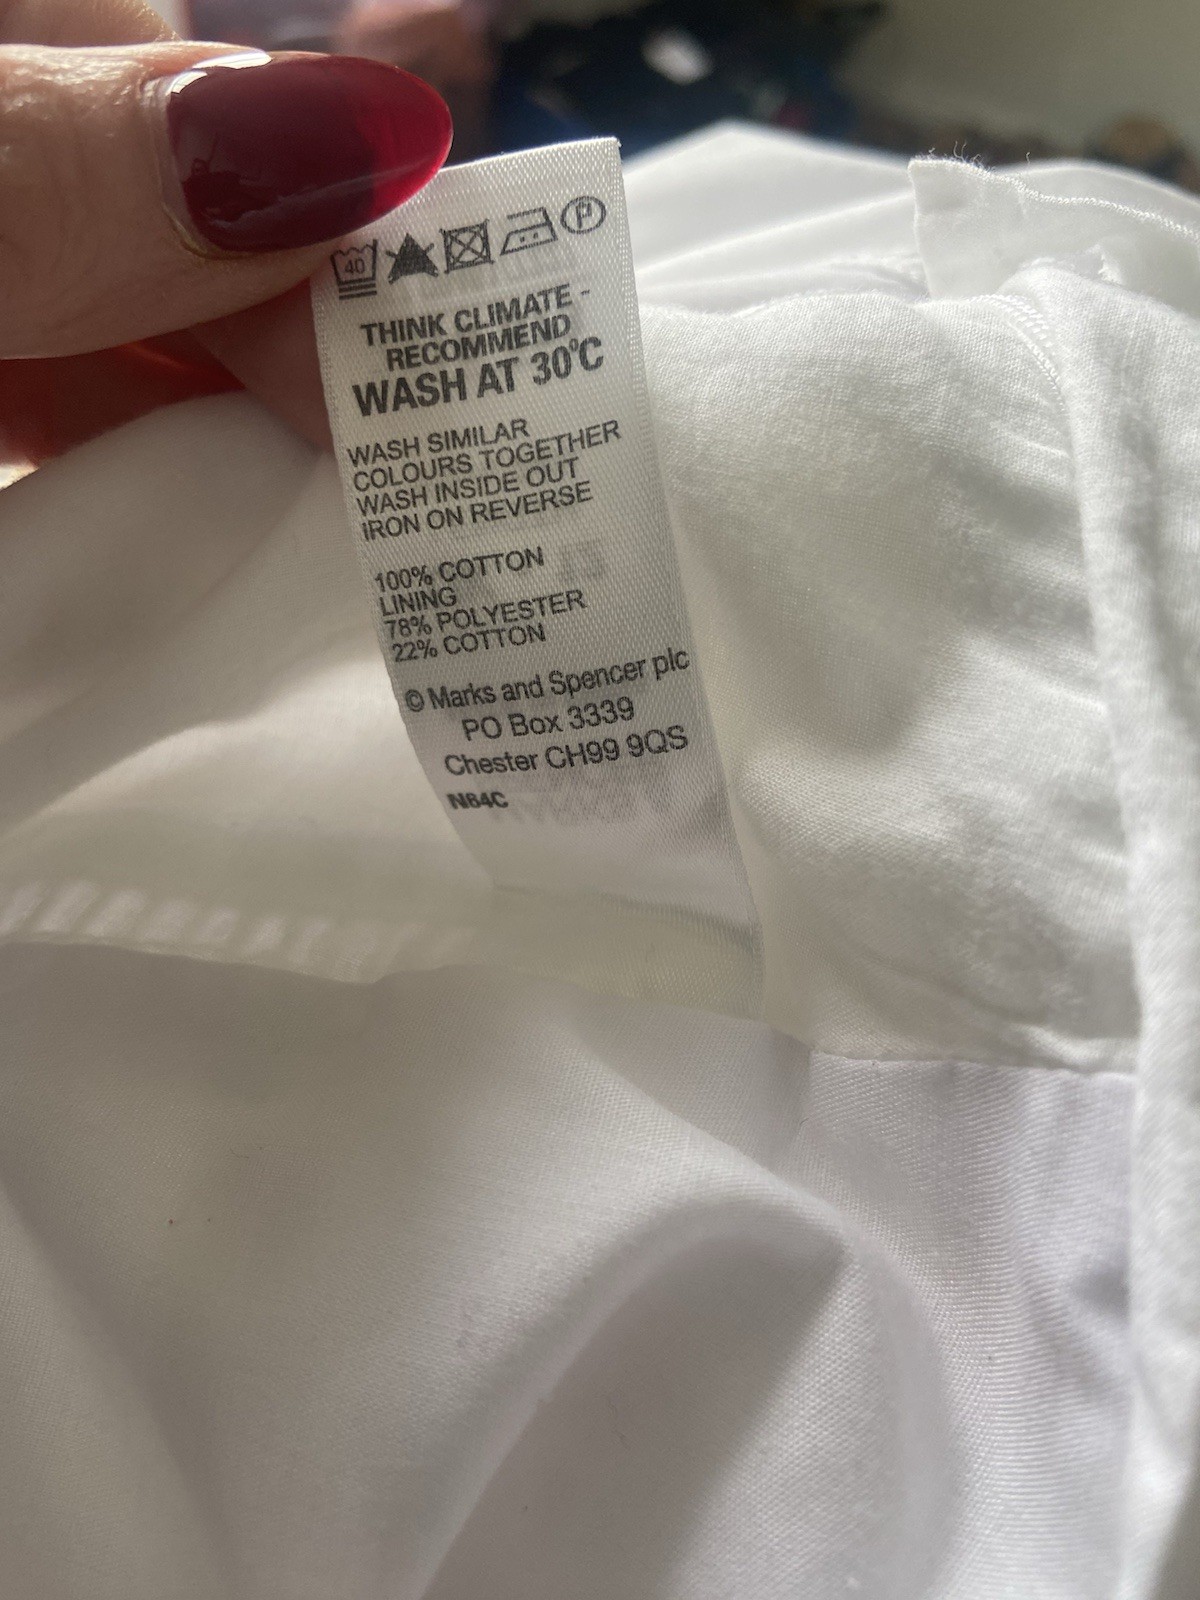 40 P
THINK CLIMATE -
RECOMMEND
WASH AT 30°C
WASH SIMILAR
COLOURS TOGETHER
WASH INSIDE OUT
IRON ON REVERSE
100% COTTON
LINING
78% POLYESTER
22% COTTON
© Marks and Spencer plc
PO Box 3339
Chester CH99 9QS
N64C